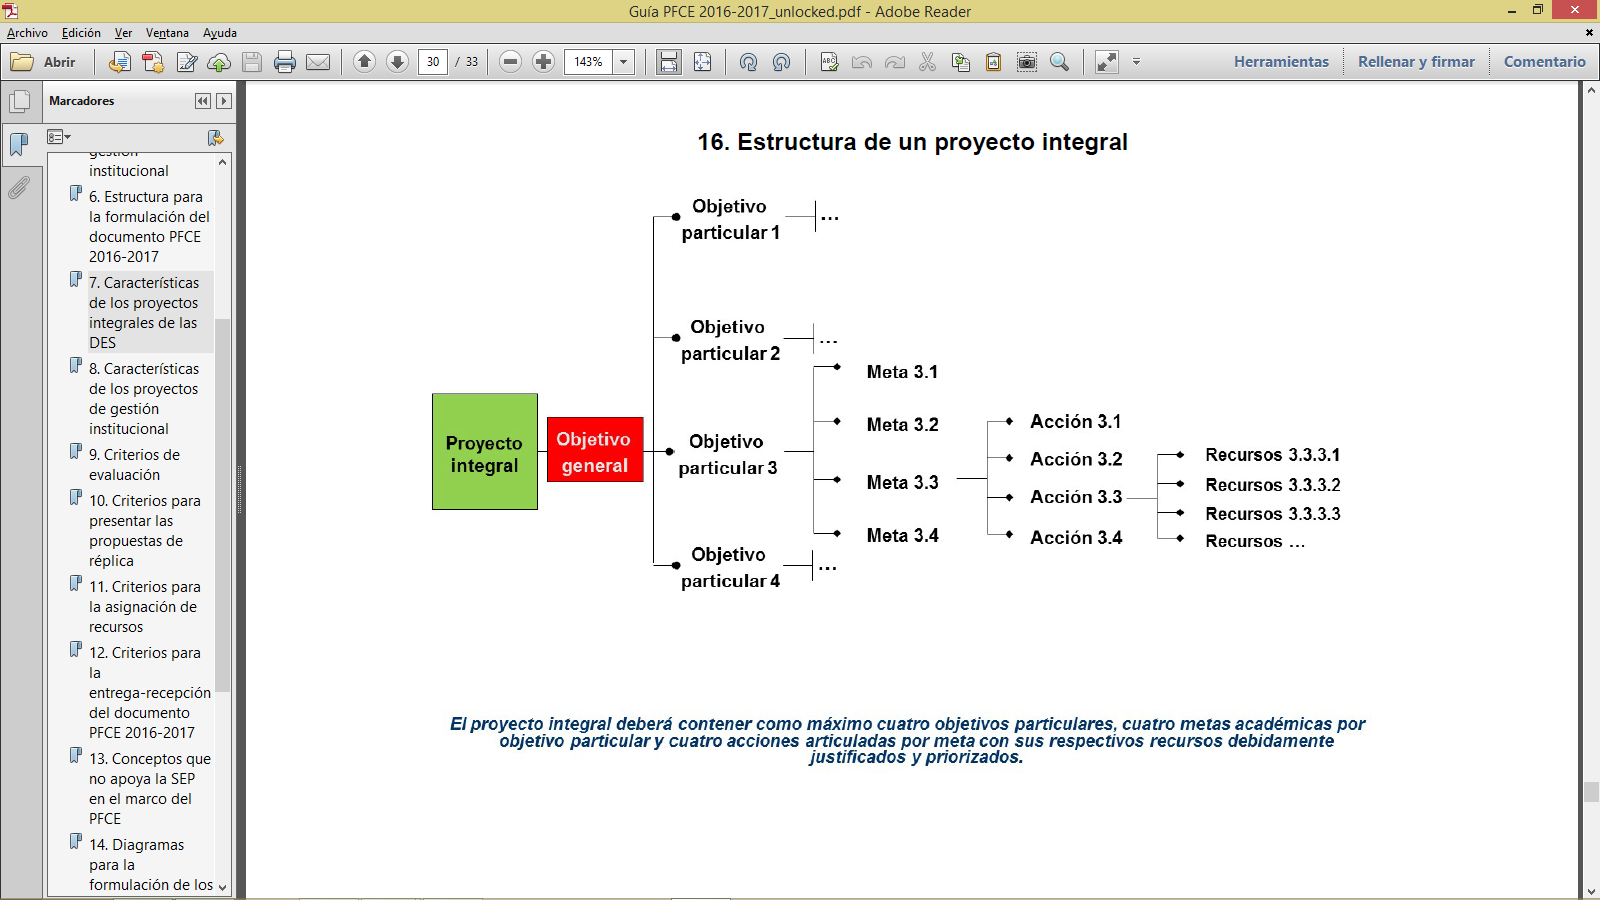 Guía PFCE 2016-2017_unlocked.pdf - Adobe Reader
Archivo Edición Ver Ventana Ayuda
Abrir
30 / 33
143%
Herramientas Rellenar y firmar Comentario
Marcadores
gestión
institucional
6. Estructura para
la formulación del
documento PFCE
2016-2017
7. Características
de los proyectos
integrales de las
DES
8. Características
de los proyectos
de gestión
institucional
9. Criterios de
evaluación
10. Criterios para
presentar las
propuestas de
réplica
11. Criterios para
la asignación de
recursos
12. Criterios para
la
entrega-recepción
del documento
PFCE 2016-2017
13. Conceptos que
no apoya la SEP
en el marco del
PFCE
14. Diagramas
para la
formulación de los
16. Estructura de un proyecto integral
Proyecto
integral
Objetivo
general
Objetivo
particular 1
...
Objetivo
particular 2
...
Objetivo
particular 3
Objetivo
particular 4
...
Meta 3.1
Meta 3.2
Meta 3.3
Meta 3.4
Acción 3.1
Acción 3.2
Acción 3.3
Acción 3.4
Recursos 3.3.3.1
Recursos 3.3.3.2
Recursos 3.3.3.3
Recursos ...
El proyecto integral deberá contener como máximo cuatro objetivos particulares, cuatro metas académicas por
objetivo particular y cuatro acciones articuladas por meta con sus respectivos recursos debidamente
justificados y priorizados.